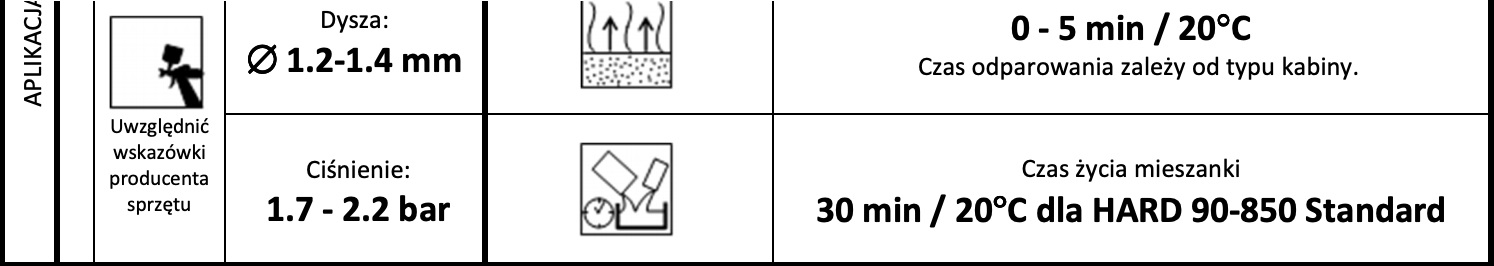 APLIKACJA
Uwzględnić
wskazówki
producenta
sprzętu
Dysza:
Ø 1.2-1.4 mm
Ciśnienie:
1.7 - 2.2 bar
0 - 5 min / 20°C
Czas odparowania zależy od typu kabiny.
Czas życia mieszanki
30 min / 20°C dla HARD 90-850 Standard